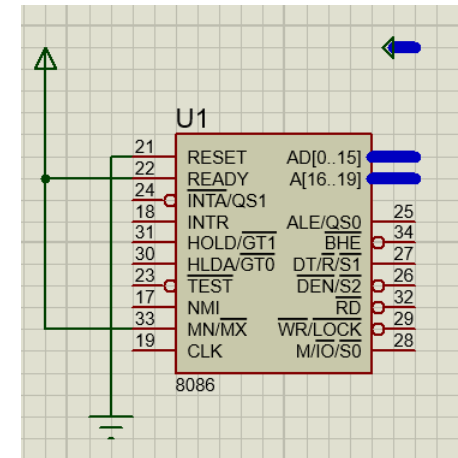 U1
21 RESET AD[0..15]
22 READY A[16..19]
24 INTA/QS1
18 INTR ALE/QS0 25
31 HOLD/GT1 BHE 34
30 HLDA/GT0 DT/R/S1 27
23 TEST DEN/S2 26
17 NMI RD 32
33 MN/MX WR/LOCK 29
19 CLK M/IO/S0 28
8086